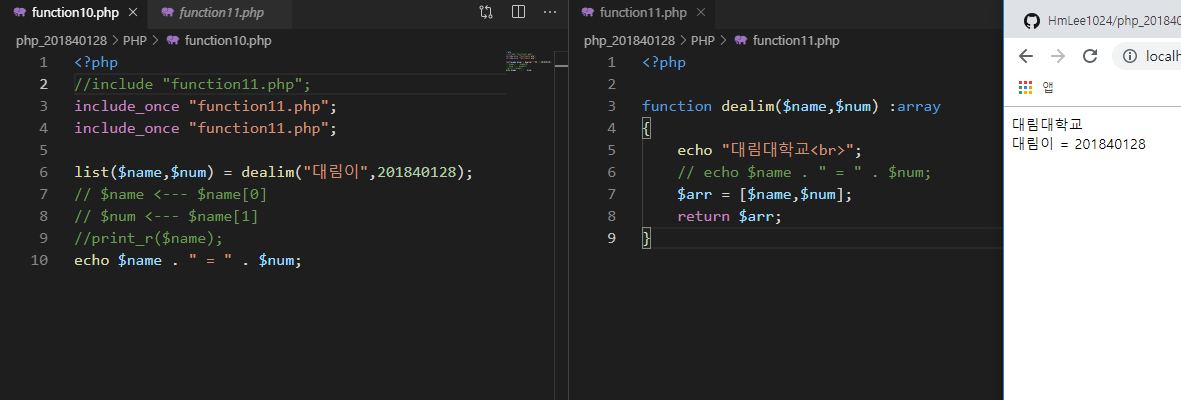 function10.php
function11.php
php_201840128 > PHP > function10.php
1 <?php
2 //include "function11.php";
3 include_once "function11.php";
4 include_once "function11.php";
5
6 list($name,$num) = dealim("대림이",201840128);
7 // $name <--- $name[0]
8 // $num <--- $name[1]
9 //print_r($name);
10 echo $name . " = " . $num;
function11.php
php_201840128 > PHP > function11.php
1 <?php
2
3 function dealim($name,$num) :array
4 {
5 echo "대림대학교<br>";
6 // echo $name . " = " . $num;
7 $arr = [$name,$num];
8 return $arr;
9 }
HmLee1024/php_20184
localh
앱
대림대학교
대림이 = 201840128